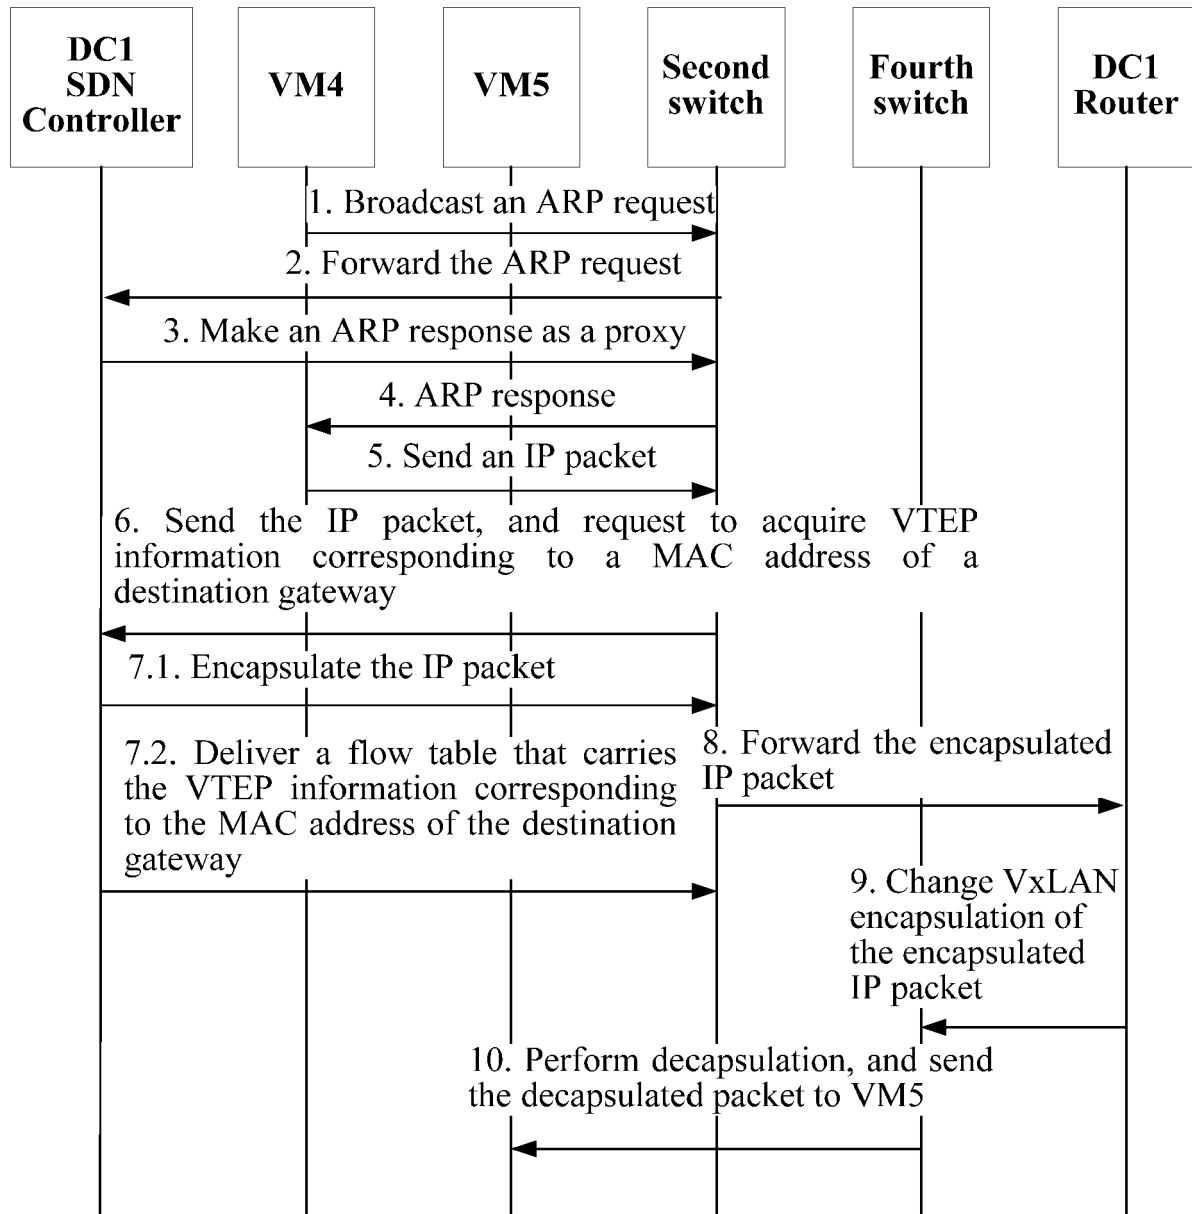 DC1
SDN
Controller
VM4
VM5
Second
switch
Fourth
switch
DC1
Router
1. Broadcast an ARP request
2. Forward the ARP request
3. Make an ARP response as a proxy
4. ARP response
5. Send an IP packet
6. Send the IP packet, and request to acquire VTEP
information corresponding to a MAC address of a
destination gateway
7.1. Encapsulate the IP packet
7.2. Deliver a flow table that carries
the VTEP information corresponding
to the MAC address of the destination
gateway
8. Forward the encapsulated
IP packet
9. Change VxLAN
encapsulation of
the encapsulated
IP packet
10. Perform decapsulation, and send
the decapsulated packet to VM5